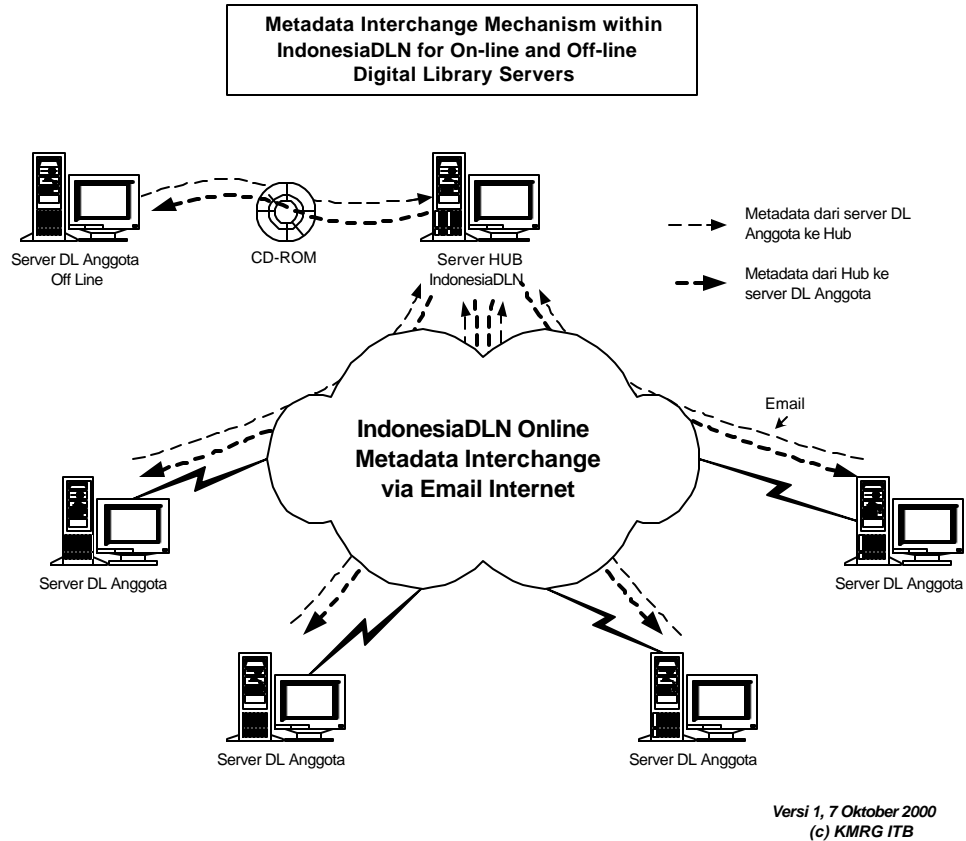 Metadata Interchange Mechanism within
IndonesiaDLN for On-line and Off-line
Digital Library Servers
Server DL Anggota
Off Line
CD-ROM
Server HUB
IndonesiaDLN
Metadata dari server DL
Anggota ke Hub
Metadata dari Hub ke
server DL Anggota
Email
IndonesiaDLN Online
Metadata Interchange
via Email Internet
Server DL Anggota
Server DL Anggota
Server DL Anggota
Server DL Anggota
Versi 1, 7 Oktober 2000
(c) KMRG ITB